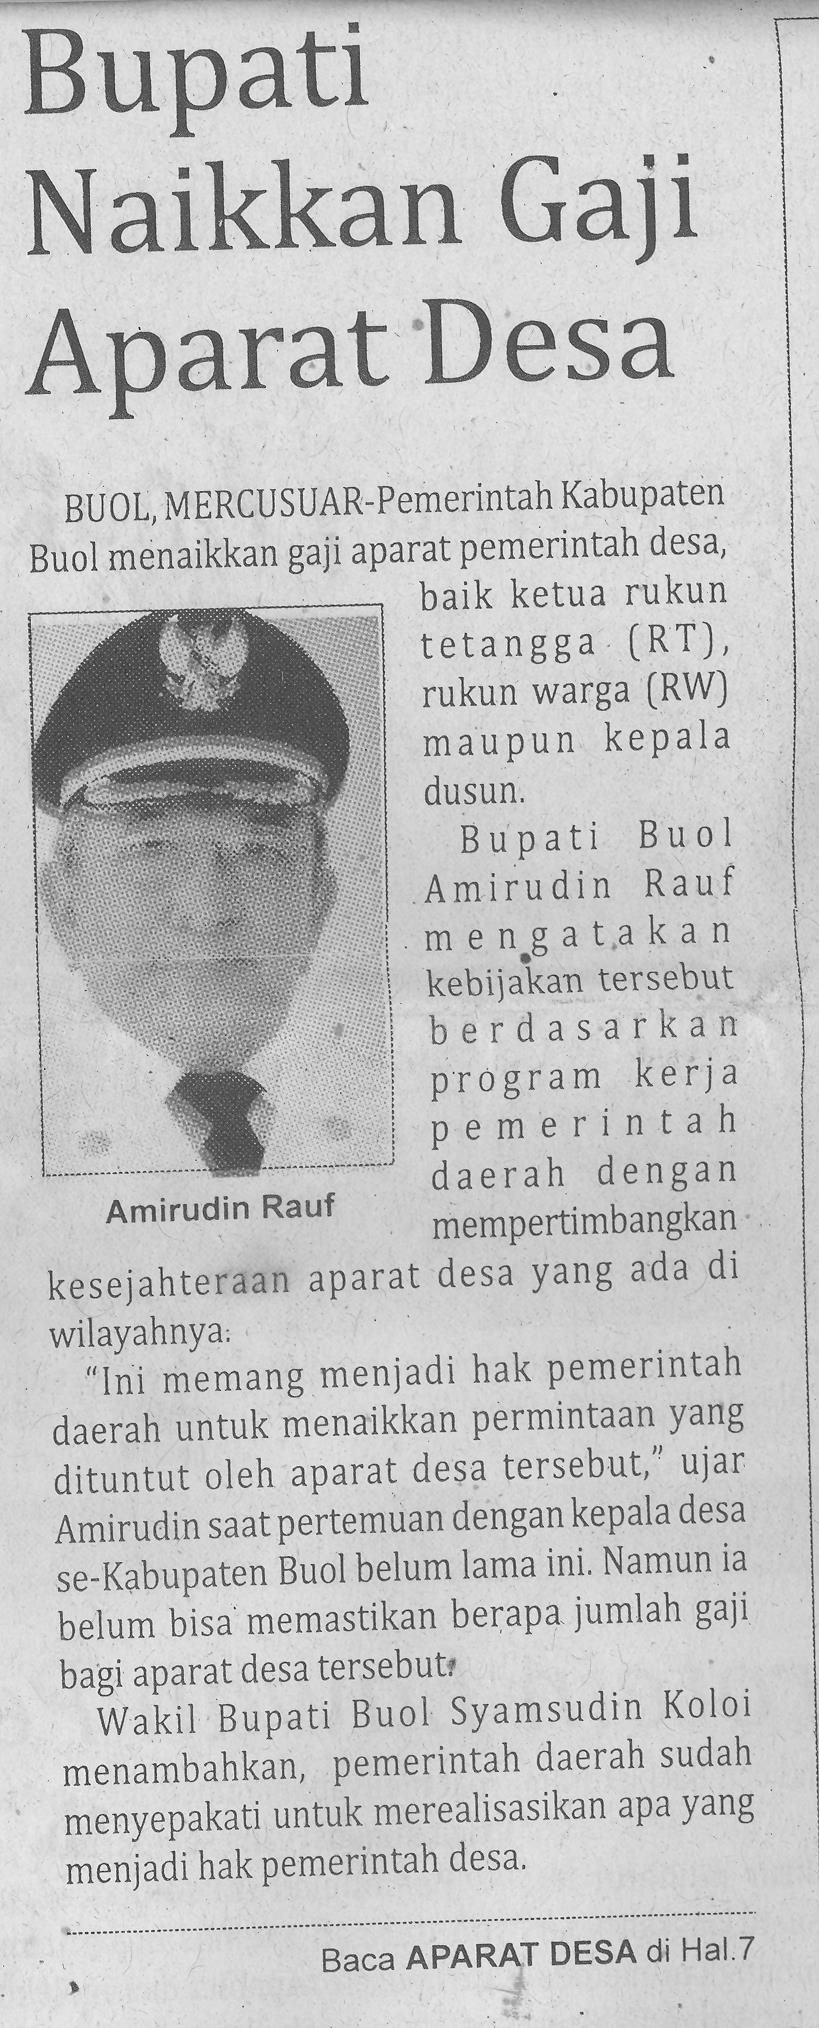 Bupati
Naikkan Gaji
Aparat Desa
BUOL, MERCUSUAR-Pemerintah Kabupaten
Buol menaikkan gaji aparat pemerintah desa,
baik ketua rukun
tetangga (RT),
rukun warga (RW)
maupun kepala
dusun.
Bupati Buol
Amirudin Rauf
mengatakan
kebijakan tersebut
berdasarkan
program kerja
pemerintah
daerah dengan
mempertimbangkan
Amirudin Rauf
kesejahteraan aparat desa yang ada di
wilayahnya.
“Ini memang menjadi hak pemerintah
daerah untuk menaikkan permintaan yang
dituntut oleh aparat desa tersebut,” ujar
Amirudin saat pertemuan dengan kepala desa
se-Kabupaten Buol belum lama ini. Namun ia
belum bisa memastikan berapa jumlah gaji
bagi aparat desa tersebut.
Wakil Bupati Buol Syamsudin Koloi
menambahkan, pemerintah daerah sudah
menyepakati untuk merealisasikan apa yang
menjadi hak pemerintah desa.
Baca APARAT DESA di Hal.7